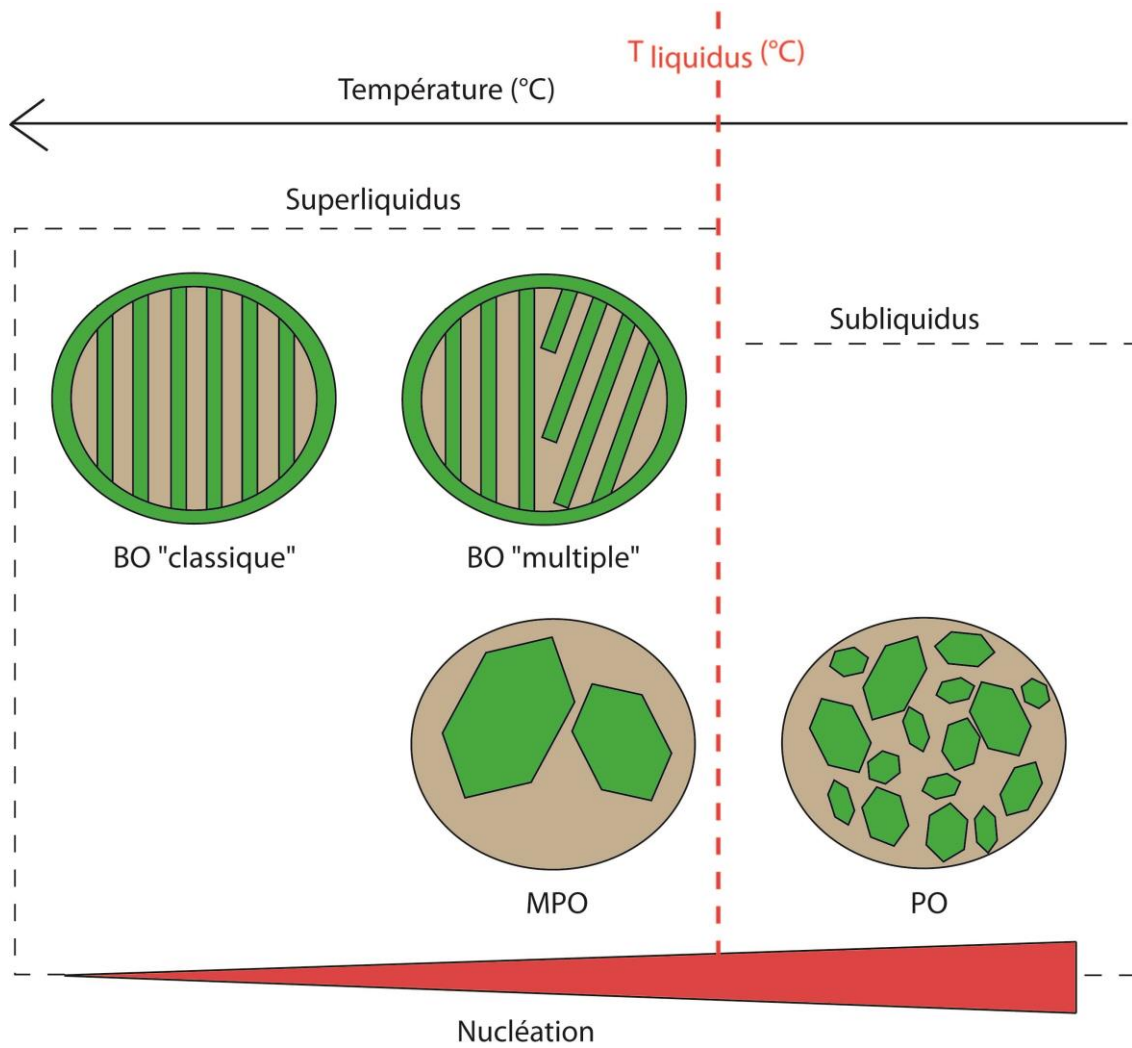 T liquidus (°C)
Température (°C)
Superliquidus
Subliquidus
BO "classique"
BO "multiple"
MPO
PO
Nucléation